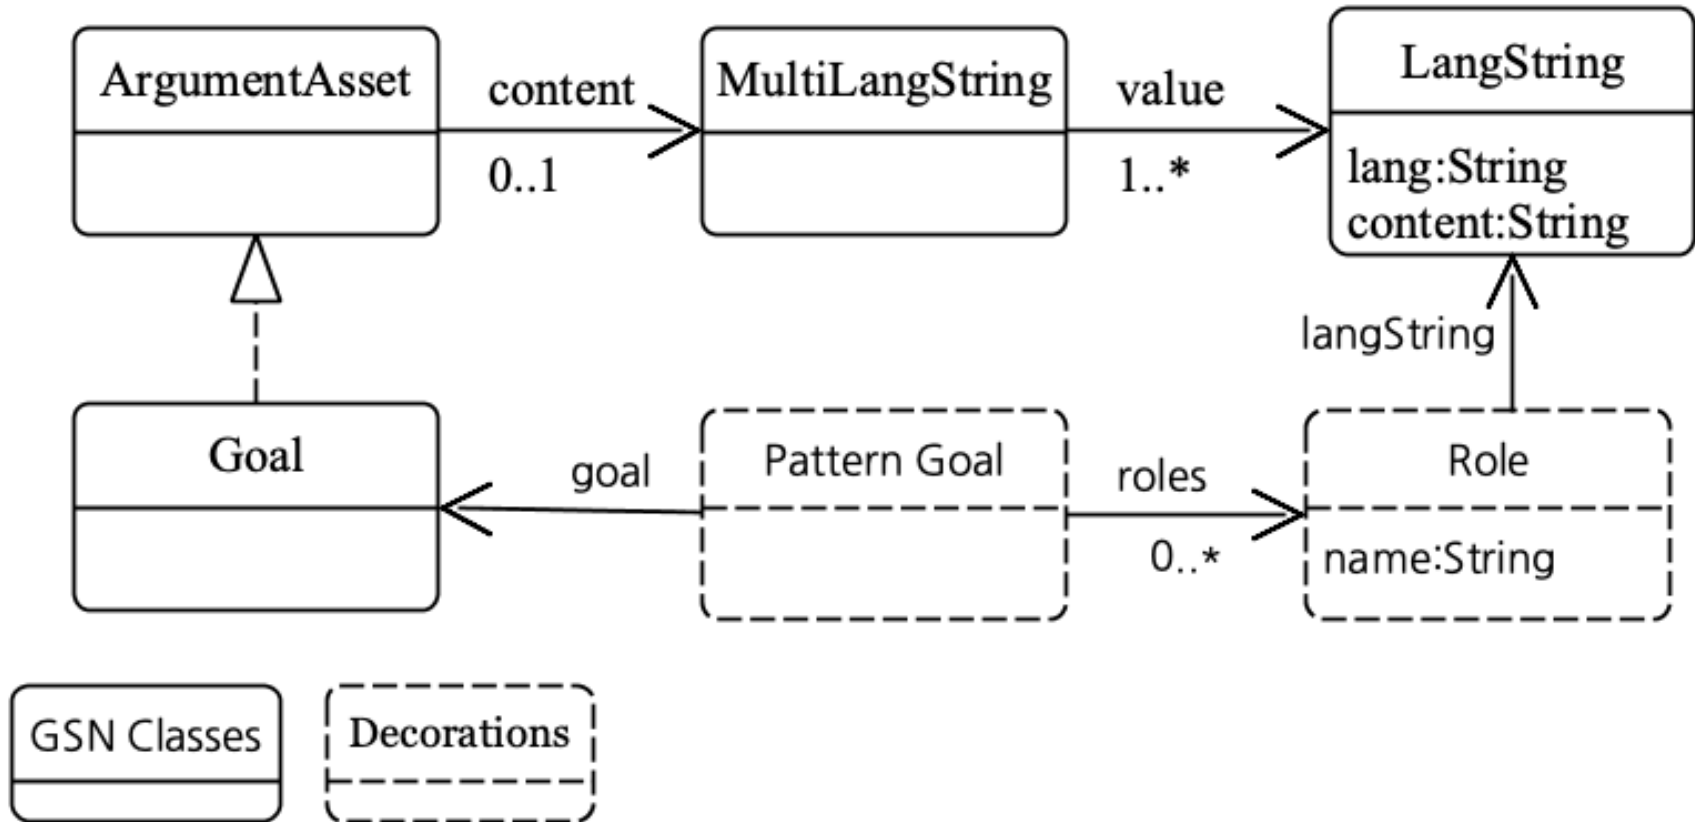 ArgumentAsset
content
0..1
MultiLangString
value
1..*
LangString
lang:String
content:String
langString
Goal
goal
Pattern Goal
roles
0..*
Role
name:String
GSN Classes
Decorations